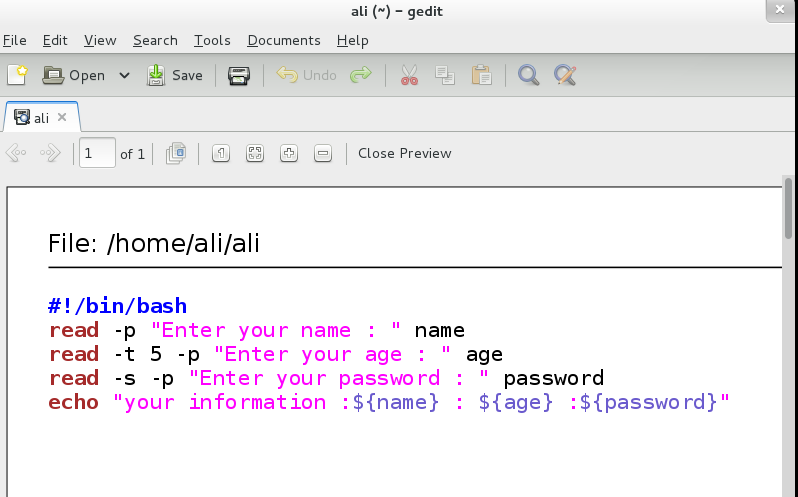 ali (~) – gedit
File Edit View Search Tools Documents Help
Open Save Undo
ali
1 of 1 Close Preview
File: /home/ali/ali
#!/bin/bash
read -p "Enter your name : " name
read -t 5 -p "Enter your age : " age
read -s -p "Enter your password : " password
echo "your information :${name} : ${age} :${password}"